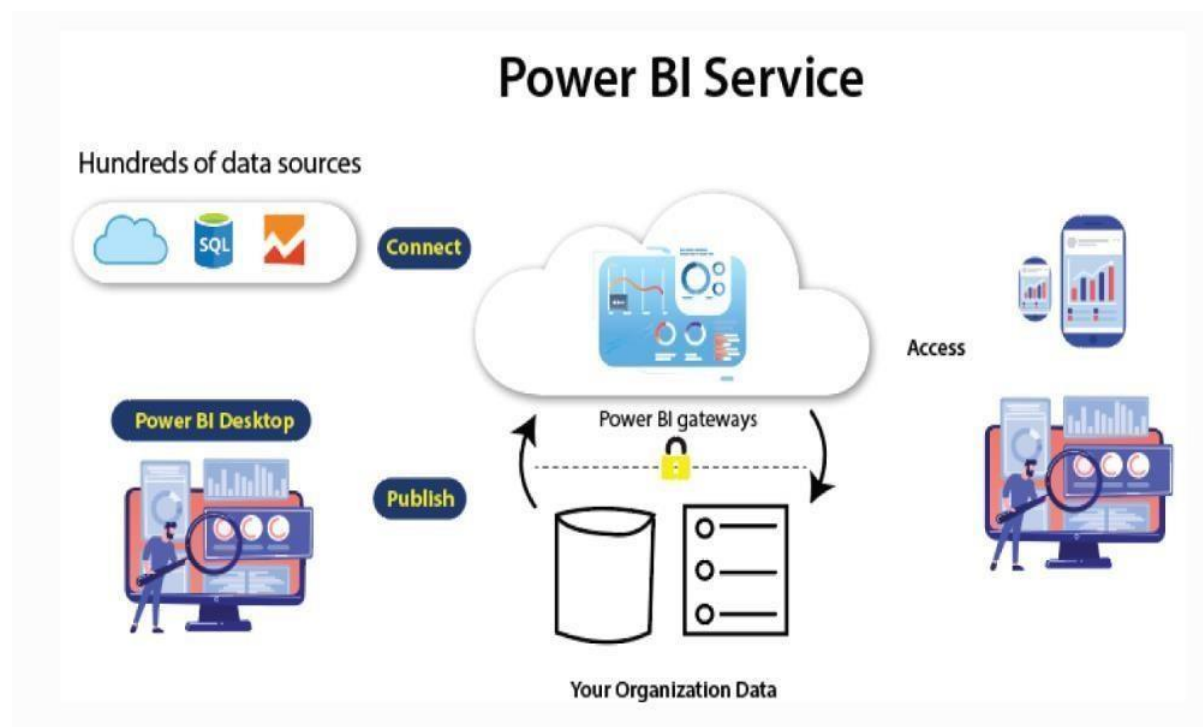 Power BI Service
Hundreds of data sources
SQL
Connect
Access
Power BI Desktop
Power BI gateways
Publish
Your Organization Data